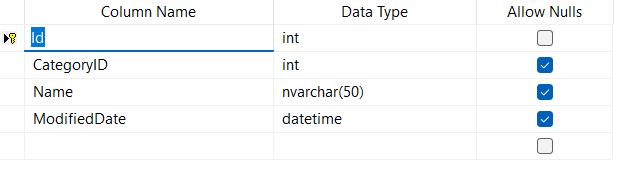 Column Name Data Type Allow Nulls
Id int
CategoryID int
Name nvarchar(50)
ModifiedDate datetime